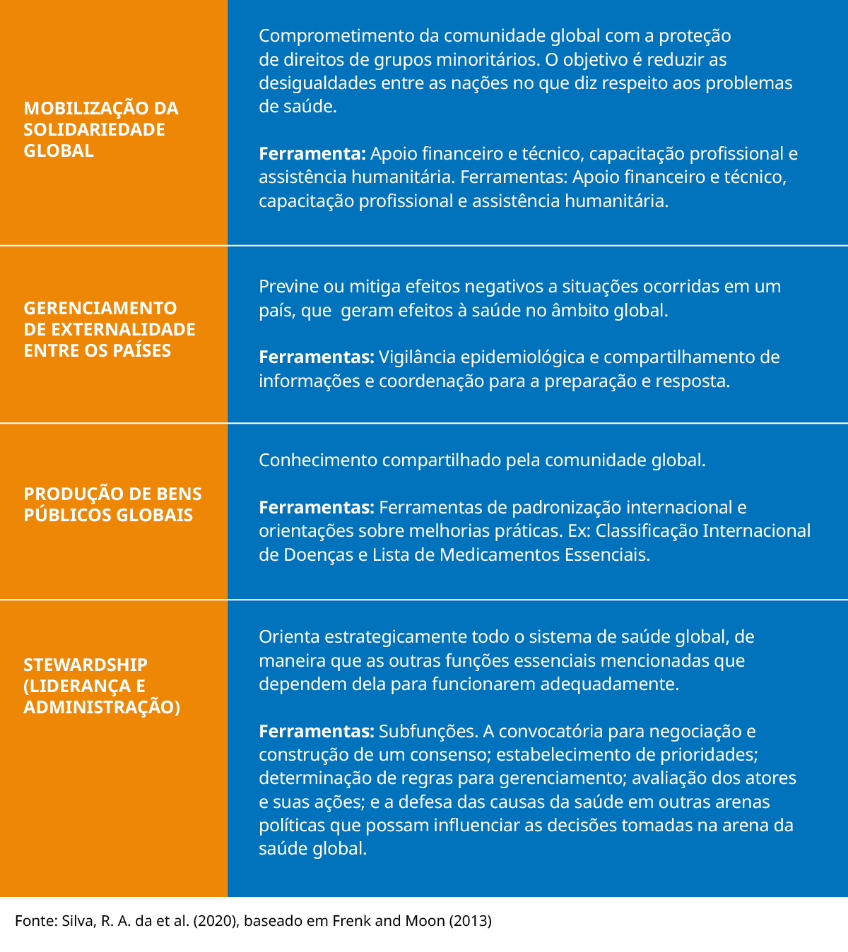 MOBILIZAÇÃO DA
SOLIDARIEDADE
GLOBAL
Comprometimento da comunidade global com a proteção
de direitos de grupos minoritários. O objetivo é reduzir as
desigualdades entre as nações no que diz respeito aos problemas
de saúde.
Ferramenta: Apoio financeiro e técnico, capacitação profissional e
assistência humanitária. Ferramentas: Apoio financeiro e técnico,
capacitação profissional e assistência humanitária.
GERENCIAMENTO
DE EXTERNALIDADE
ENTRE OS PAÍSES
Previne ou mitiga efeitos negativos a situações ocorridas em um
país, que  geram efeitos à saúde no âmbito global.
Ferramentas: Vigilância epidemiológica e compartilhamento de
informações e coordenação para a preparação e resposta.
PRODUÇÃO DE BENS
PÚBLICOS GLOBAIS
Conhecimento compartilhado pela comunidade global.
Ferramentas: Ferramentas de padronização internacional e
orientações sobre melhorias práticas. Ex: Classificação Internacional
de Doenças e Lista de Medicamentos Essenciais.
STEWARDSHIP
(LIDERANÇA E
ADMINISTRAÇÃO)
Orienta estrategicamente todo o sistema de saúde global, de
maneira que as outras funções essenciais mencionadas que
dependem dela para funcionarem adequadamente.
Ferramentas: Subfunções. A convocatória para negociação e
construção de um consenso; estabelecimento de prioridades;
determinação de regras para gerenciamento; avaliação dos atores
e suas ações; e a defesa das causas da saúde em outras arenas
políticas que possam influenciar as decisões tomadas na arena da
saúde global.
Fonte: Silva, R. A. da et al. (2020), baseado em Frenk and Moon (2013)